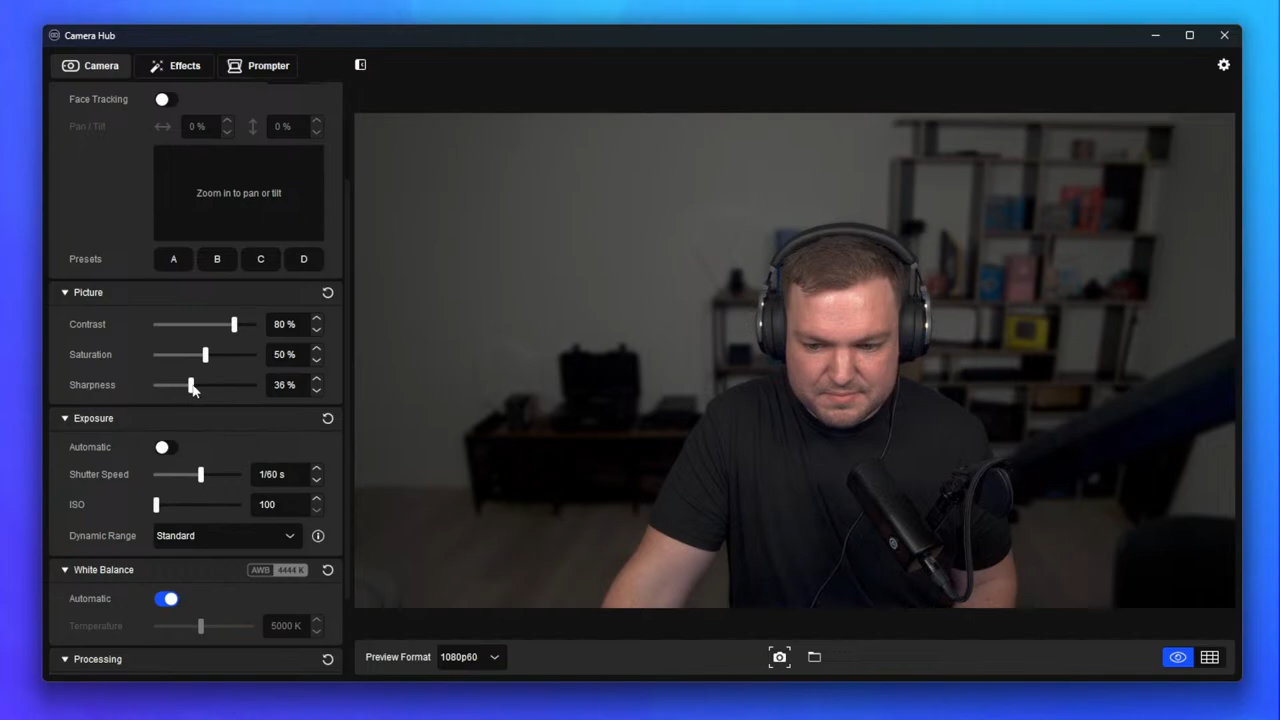 Camera Hub
Camera Effects Prompter
Face Tracking
Pan / Tilt 0 % 0 %
Zoom in to pan or tilt
Presets A B C D
Picture
Contrast 80 %
Saturation 50 %
Sharpness 36 %
Exposure
Automatic
Shutter Speed 1/60 s
ISO 100
Dynamic Range Standard
White Balance AWB 4444 K
Automatic
Temperature 5000 K
Processing
Preview Format 1080p60